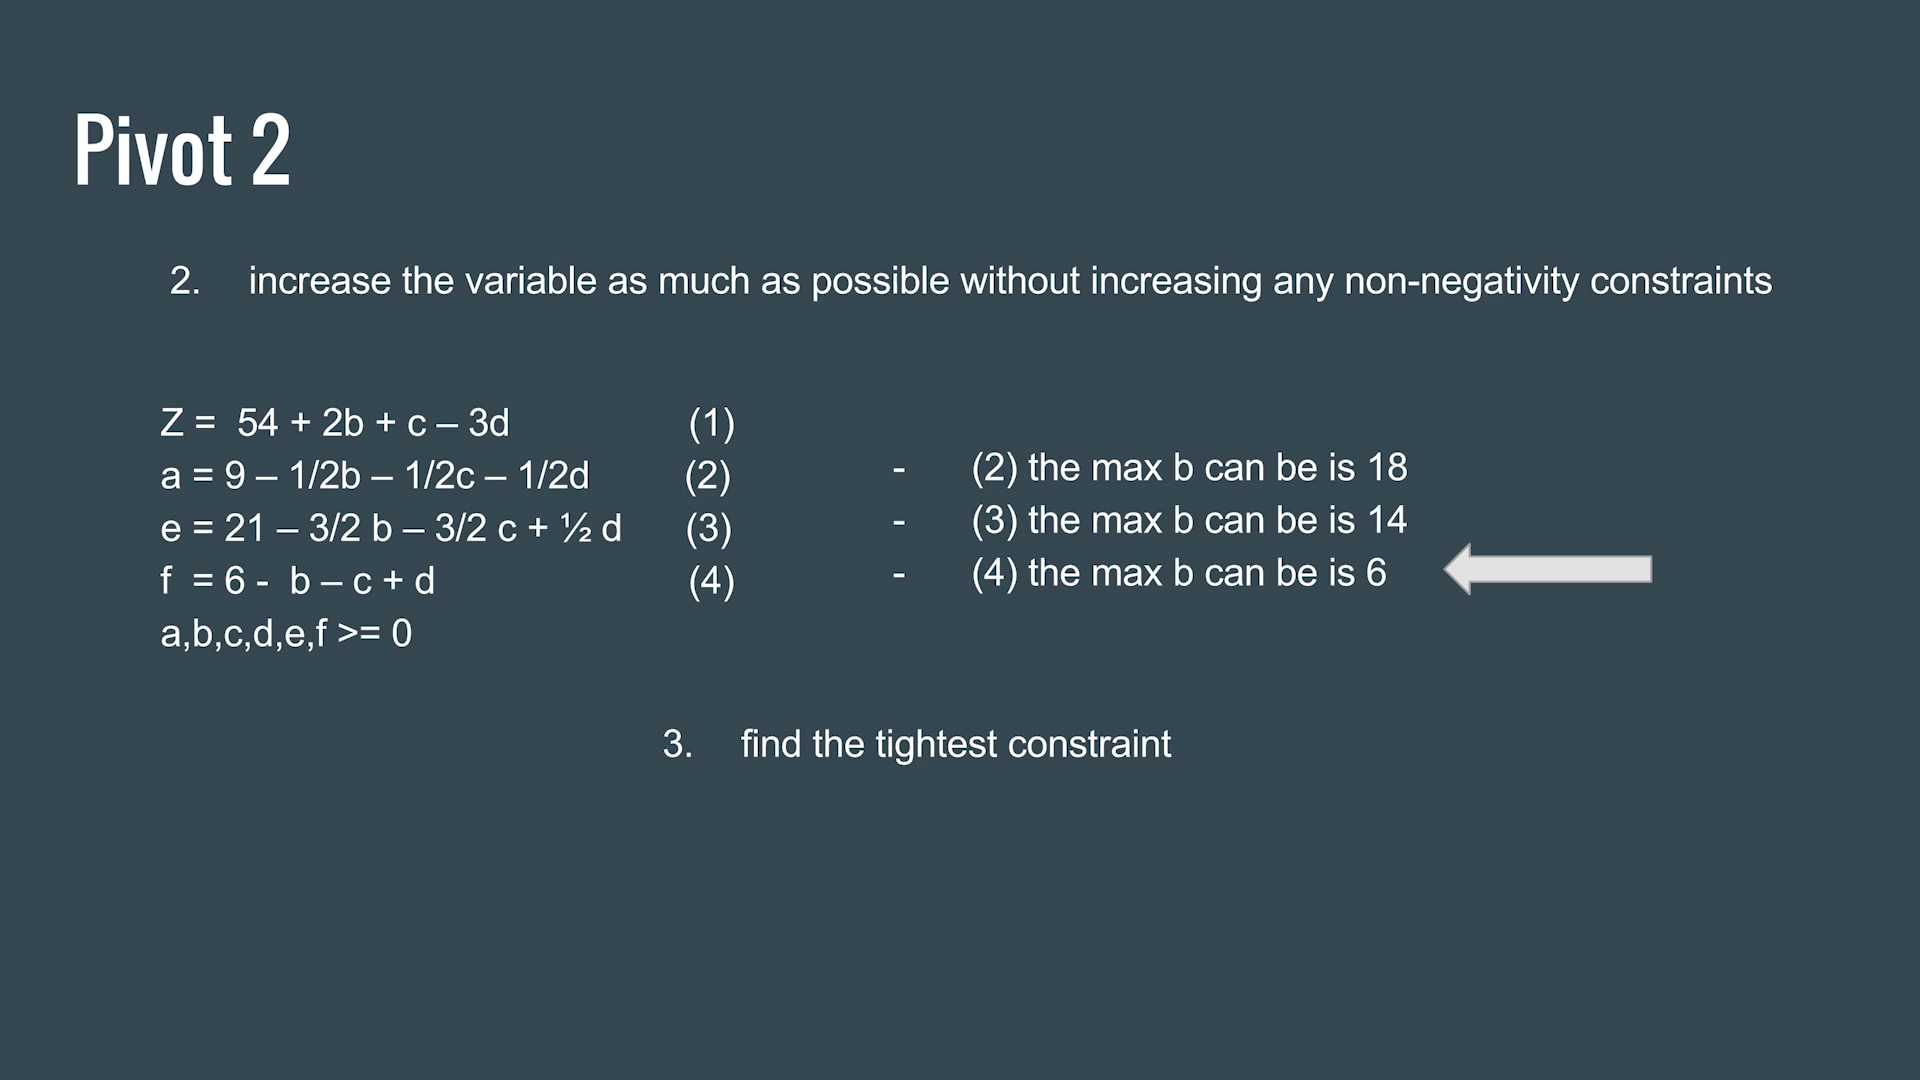 Pivot 2
2. increase the variable as much as possible without increasing any non-negativity constraints
Z = 54 + 2b + c – 3d (1)
a = 9 – 1/2b – 1/2c – 1/2d (2)
e = 21 – 3/2 b – 3/2 c + ½ d (3)
f = 6 - b – c + d (4)
a,b,c,d,e,f >= 0
- (2) the max b can be is 18
- (3) the max b can be is 14
- (4) the max b can be is 6
3. find the tightest constraint